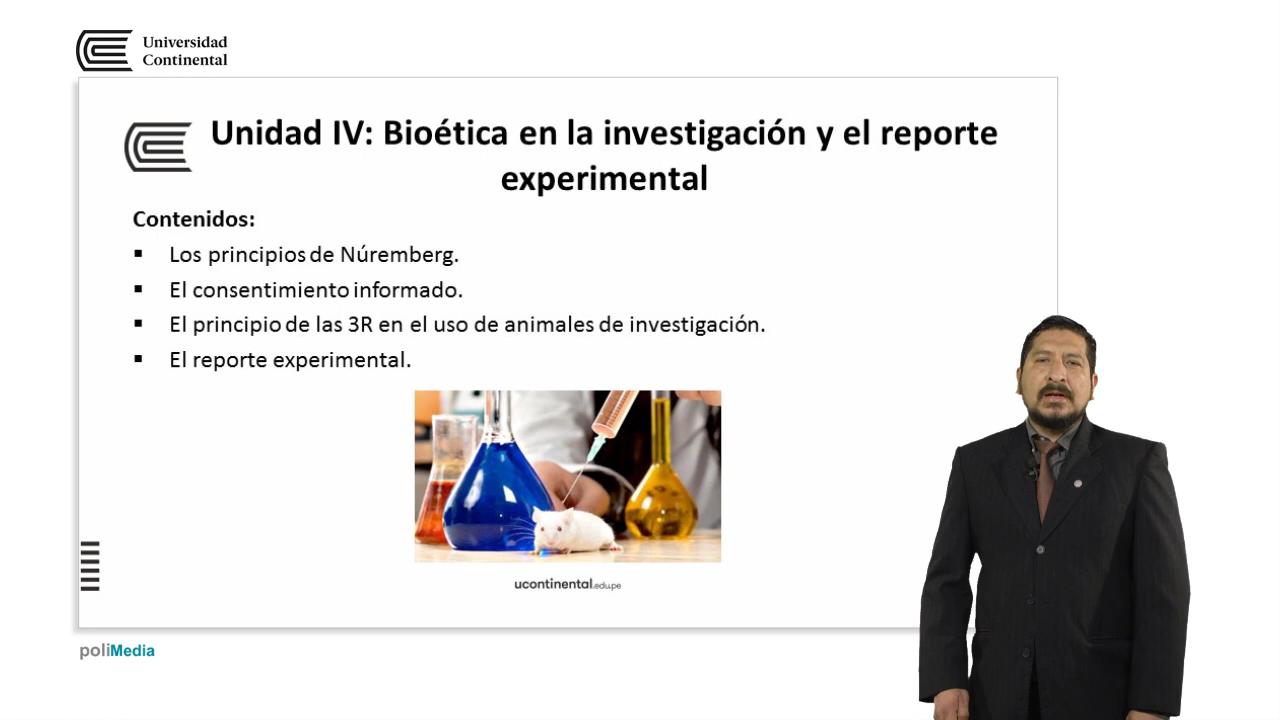 Universidad
Continental
Unidad IV: Bioética en la investigación y el reporte
experimental
Contenidos:
▪ Los principios de Núremberg.
▪ El consentimiento informado.
▪ El principio de las 3R en el uso de animales de investigación.
▪ El reporte experimental.
ucontinental.edu.pe
poliMedia